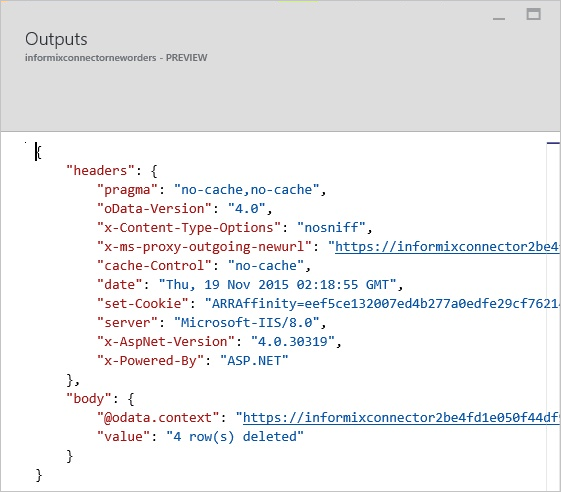 Outputs
informixconnectorneworders - PREVIEW
{
"headers": {
"pragma": "no-cache,no-cache",
"oData-Version": "4.0",
"x-Content-Type-Options": "nosniff",
"x-ms-proxy-outgoing-newurl": "https://informixconnector2be4
"cache-Control": "no-cache",
"date": "Thu, 19 Nov 2015 02:18:55 GMT",
"set-Cookie": "ARRAffinity=eef5ce132007ed4b277a0edfe29cf76214
"server": "Microsoft-IIS/8.0",
"x-AspNet-Version": "4.0.30319",
"x-Powered-By": "ASP.NET"
},
"body": {
"@odata.context": "https://informixconnector2be4fd1e050f44df
"value": "4 row(s) deleted"
}
}